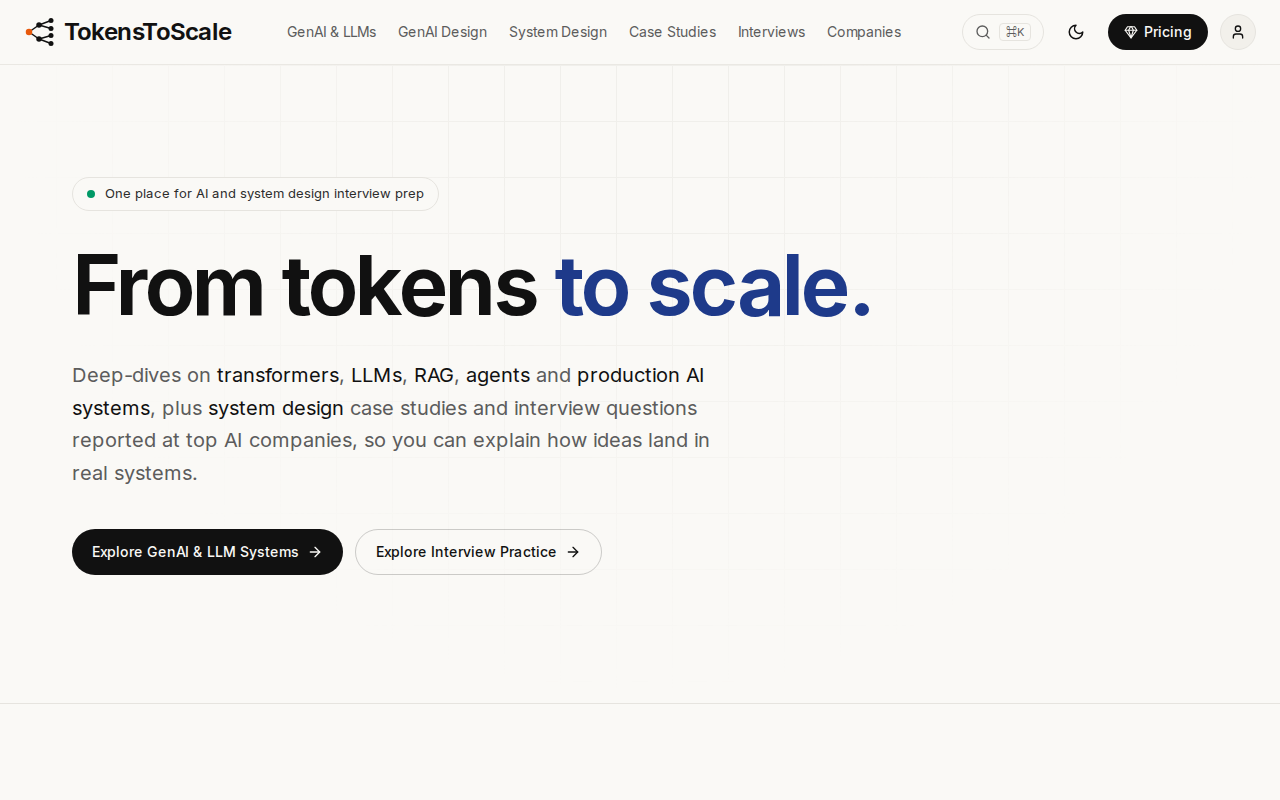 TokensToScale
GenAI & LLMs GenAI Design System Design Case Studies Interviews Companies
⌘K
Pricing
One place for AI and system design interview prep
From tokens to scale.
Deep-dives on transformers, LLMs, RAG, agents and production AI
systems, plus system design case studies and interview questions
reported at top AI companies, so you can explain how ideas land in
real systems.
Explore GenAI & LLM Systems →
Explore Interview Practice →